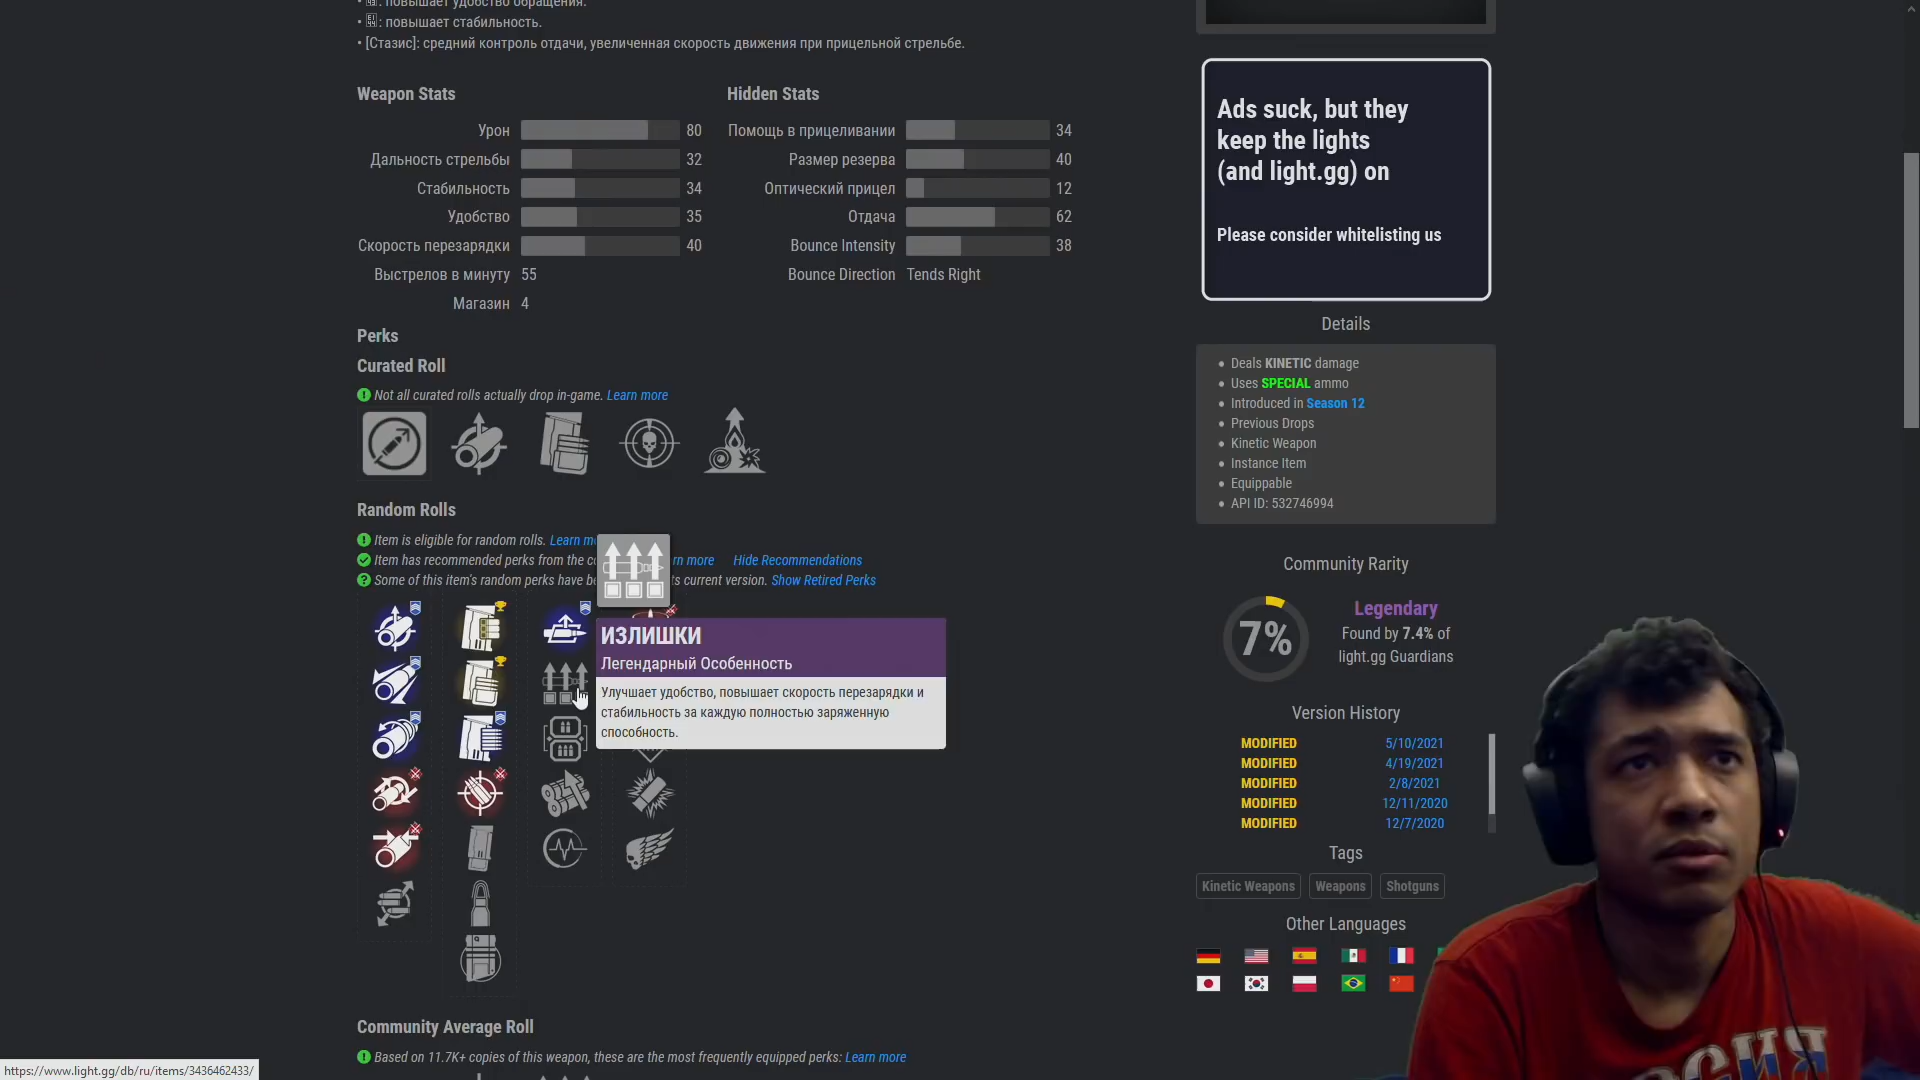 повышает удобство обращения.
: повышает стабильность.
• [Стазис]: средний контроль отдачи, увеличенная скорость движения при прицельной стрельбе.
Weapon Stats
Урон 80
Дальность стрельбы 32
Стабильность 34
Удобство 35
Скорость перезарядки 40
Выстрелов в минуту 55
Магазин 4
Hidden Stats
Помощь в прицеливании 34
Размер резерва 40
Оптический прицел 12
Отдача 62
Bounce Intensity 38
Bounce Direction Tends Right
Perks
Curated Roll
Not all curated rolls actually drop in-game. Learn more
Random Rolls
Item is eligible for random rolls. Learn
Item has recommended perks from the more Hide Recommendations
Some of this item's random perks have current version. Show Retired Perks
ИЗЛИШКИ
Легендарный Особенность
Улучшает удобство, повышает скорость перезарядки и
стабильность за каждую полностью заряженную
способность.
Community Average Roll
Based on 11.7K+ copies of this weapon, these are the most frequently equipped perks: Learn more
https://www.light.gg/db/ru/items/3436462433/
Ads suck, but they
keep the lights
(and light.gg) on
Please consider whitelisting us
Details
• Deals KINETIC damage
• Uses SPECIAL ammo
• Introduced in Season 12
• Previous Drops
• Kinetic Weapon
• Instance Item
• Equippable
• API ID: 532746994
Community Rarity
7%
Legendary
Found by 7.4% of
light.gg Guardians
Version History
MODIFIED 5/10/2021
MODIFIED 4/19/2021
MODIFIED 2/8/2021
MODIFIED 12/11/2020
MODIFIED 12/7/2020
Tags
Kinetic Weapons Weapons Shotguns
Other Languages